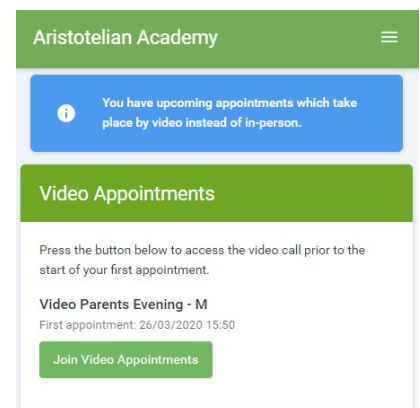 Aristotelian Academy
You have upcoming appointments which take
place by video instead of in-person.
Video Appointments
Press the button below to access the video call prior to the
start of your first appointment.
Video Parents Evening - M
First appointment: 26/03/2020 15:50
Join Video Appointments